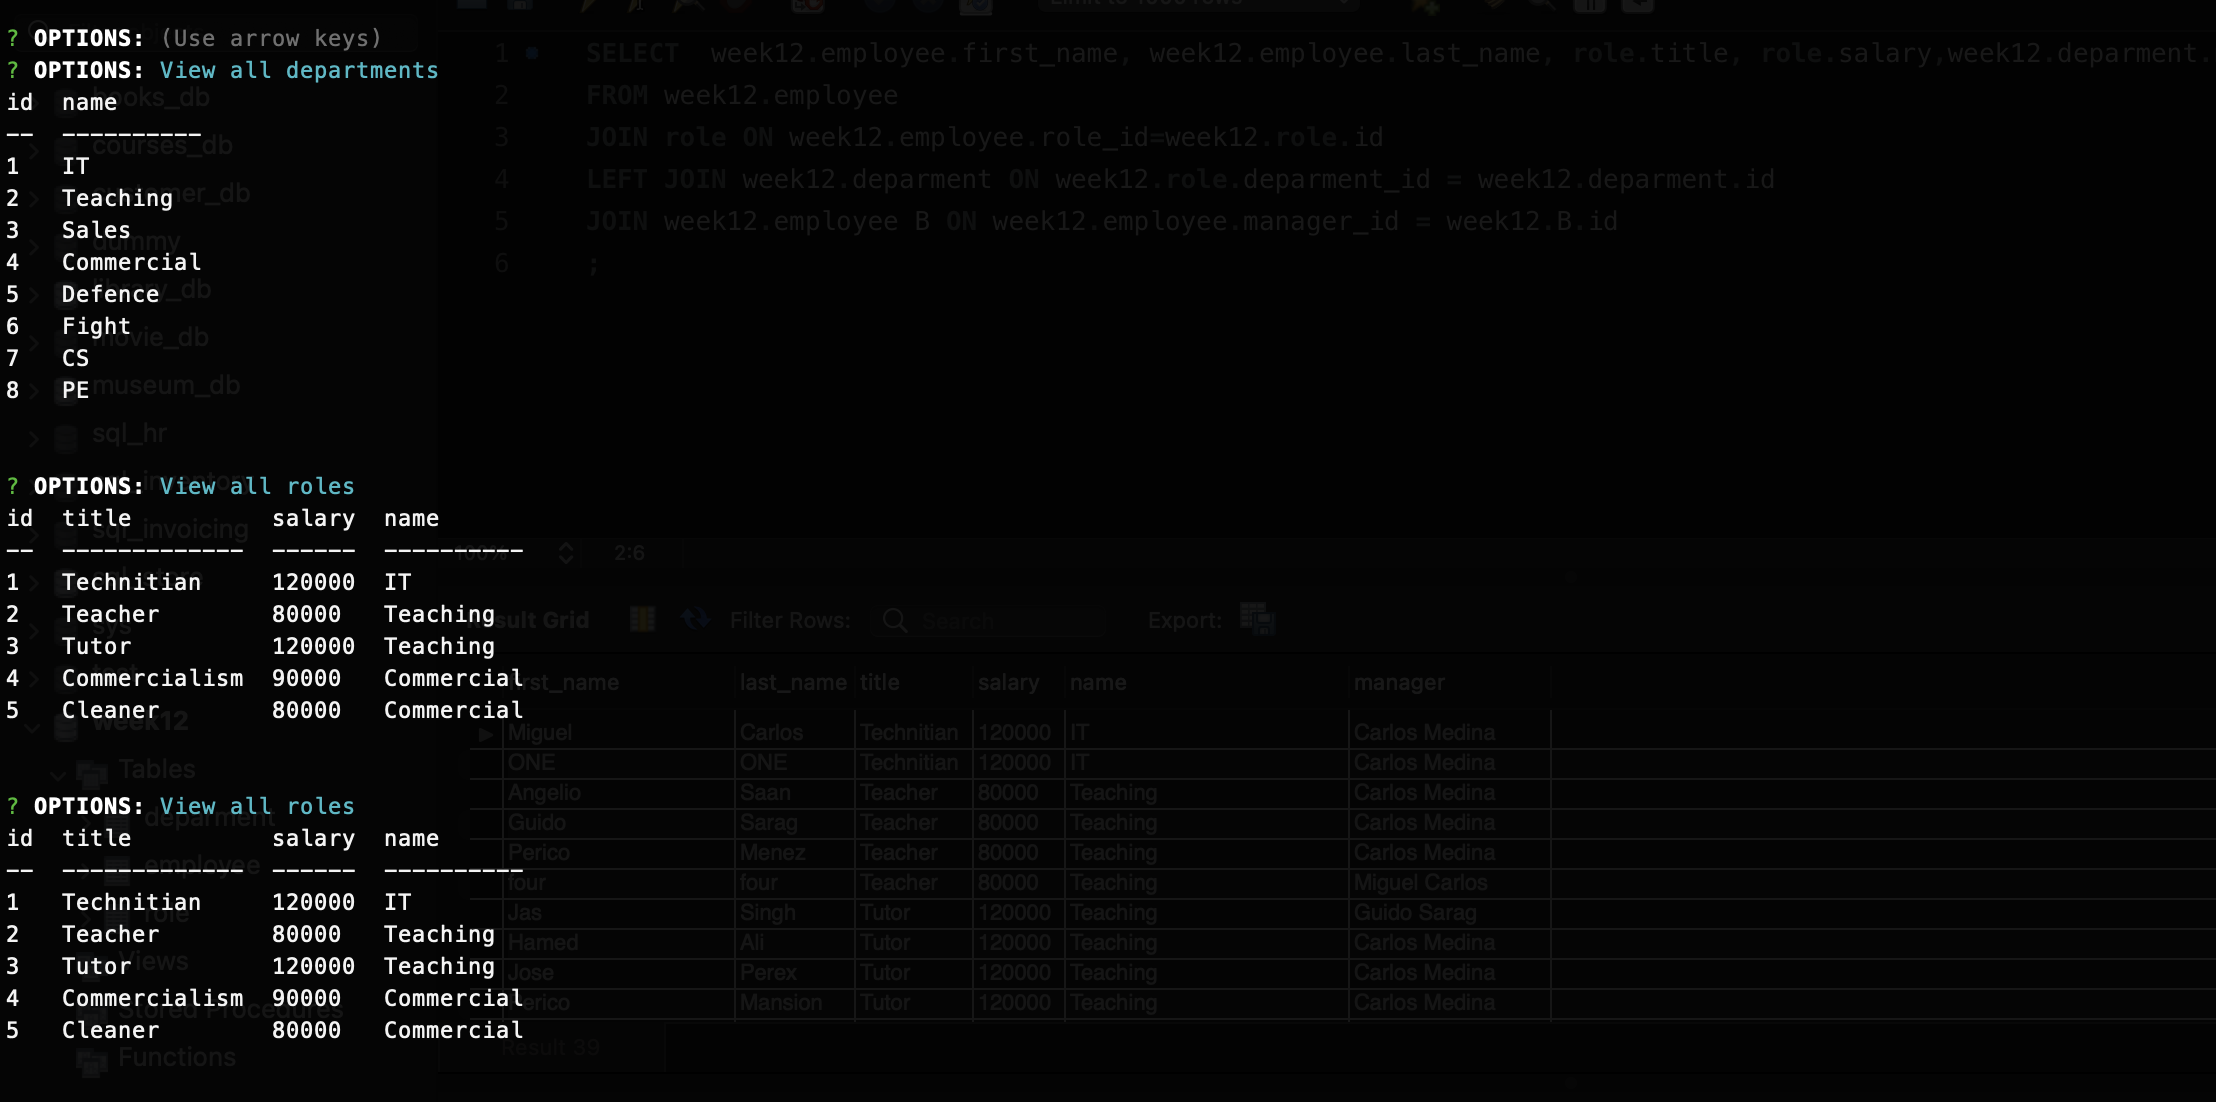 ? OPTIONS: (Use arrow keys)
? OPTIONS: View all departments
id name
-- ----------
1 IT
2 Teaching
3 Sales
4 Commercial
5 Defence
6 Fight
7 CS
8 PE
? OPTIONS: View all roles
id title salary name
-- ------------- ------ ----------
1 Technitian 120000 IT
2 Teacher 80000 Teaching
3 Tutor 120000 Teaching
4 Commercialism 90000 Commercial
5 Cleaner 80000 Commercial
? OPTIONS: View all roles
id title salary name
-- ------------- ------ ----------
1 Technitian 120000 IT
2 Teacher 80000 Teaching
3 Tutor 120000 Teaching
4 Commercialism 90000 Commercial
5 Cleaner 80000 Commercial
books_db
courses_db
dummy
movie_db
museum_db
sql_hr
sql_invoicing
sys
week12
Tables
deparment
employee
role
Views
Stored Procedures
Functions
1 SELECT week12.employee.first_name, week12.employee.last_name, role.title, role.salary,week12.deparment.
2 FROM week12.employee
3 JOIN role ON week12.employee.role_id=week12.role.id
4 LEFT JOIN week12.deparment ON week12.role.deparment_id = week12.deparment.id
5 JOIN week12.employee B ON week12.employee.manager_id = week12.B.id
6 ;
100% 2:6
Result Grid Filter Rows: Search Export:
first_name last_name title salary name manager
Miguel Carlos Technitian 120000 IT Carlos Medina
ONE ONE Technitian 120000 IT Carlos Medina
Angelio Saan Teacher 80000 Teaching Carlos Medina
Guido Sarag Teacher 80000 Teaching Carlos Medina
Perico Menez Teacher 80000 Teaching Carlos Medina
four four Teacher 80000 Teaching Miguel Carlos
Jas Singh Tutor 120000 Teaching Guido Sarag
Hamed Ali Tutor 120000 Teaching Carlos Medina
Jose Perex Tutor 120000 Teaching Carlos Medina
Perico Mansion Tutor 120000 Teaching Carlos Medina
Result 39